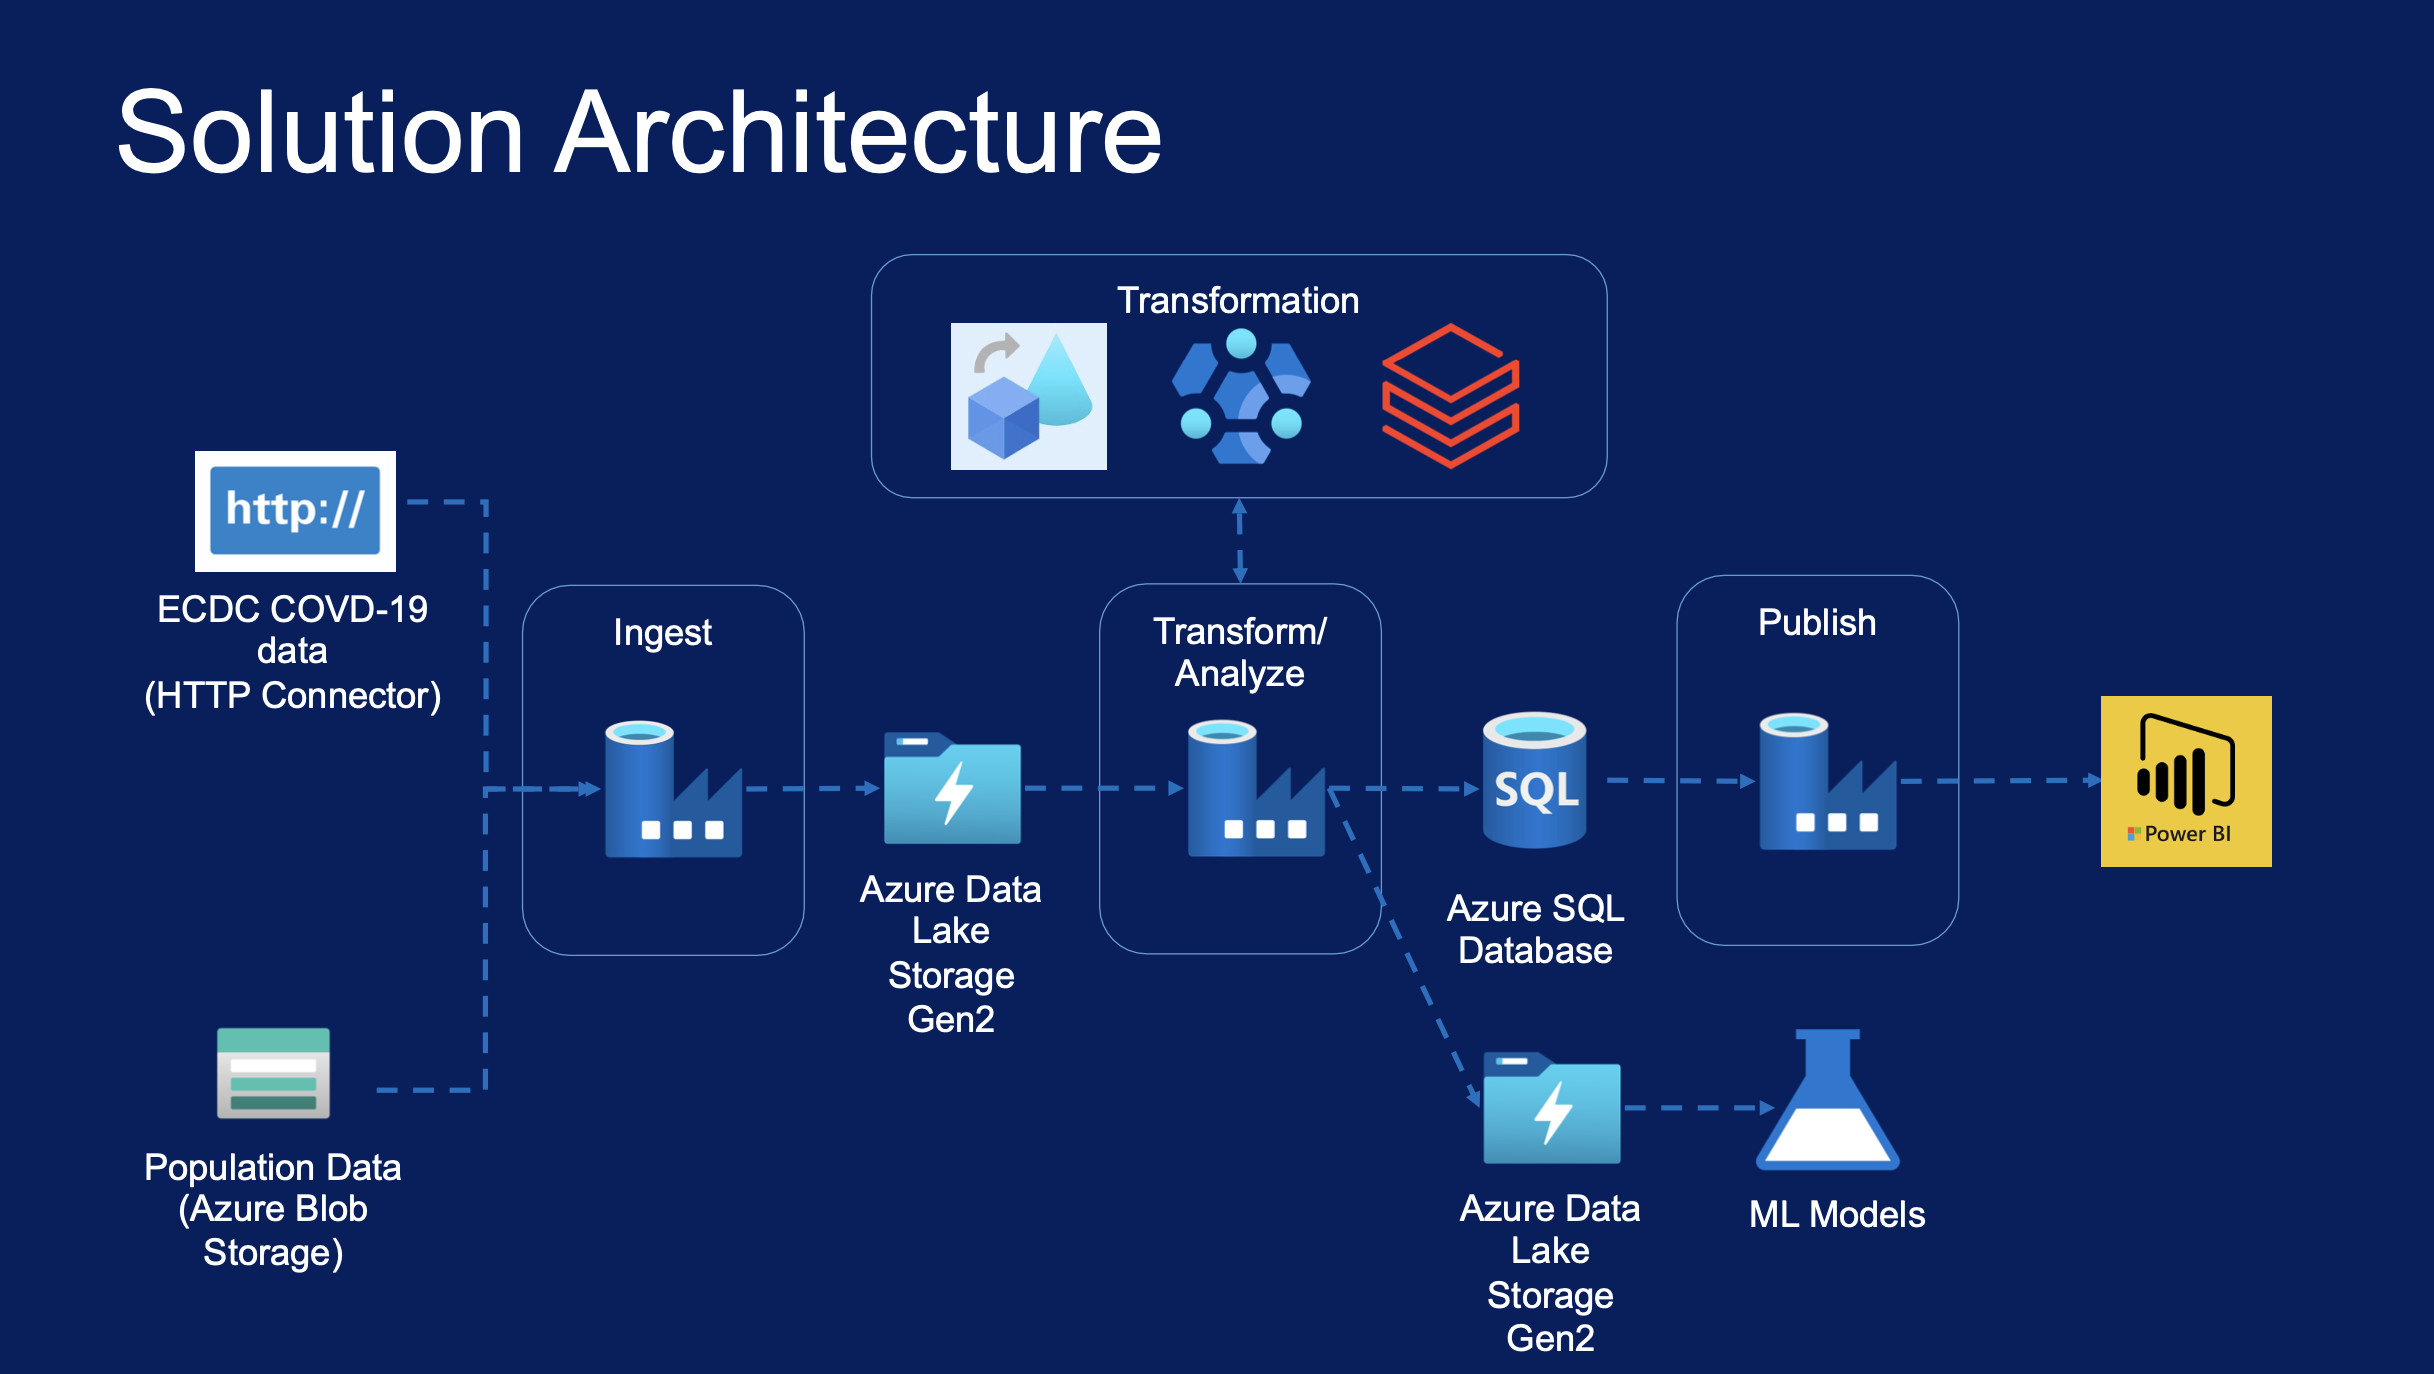 Solution Architecture
Transformation
http://
ECDC COVD-19
data
(HTTP Connector)
Ingest
Transform/
Analyze
Publish
SQL
Power BI
Azure Data
Lake
Storage
Gen2
Azure SQL
Database
Population Data
(Azure Blob
Storage)
Azure Data
Lake
Storage
Gen2
ML Models